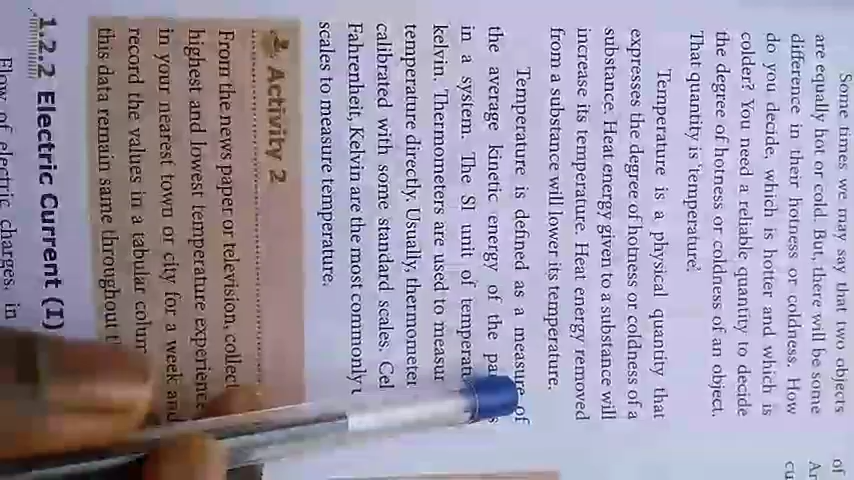 Some times we may say that two objects
are equally hot or cold. But, there will be some
difference in their hotness or coldness. How
do you decide, which is hotter and which is
colder? You need a reliable quantity to decide
the degree of hotness or coldness of an object.
That quantity is 'temperature'.
Temperature is a physical quantity that
expresses the degree of hotness or coldness of a
substance. Heat energy given to a substance will
increase its temperature. Heat energy removed
from a substance will lower its temperature.
Temperature is defined as a measure of
the average kinetic energy of the
in a system. The SI unit of
kelvin. Thermometers are used to
temperature directly. Usually,
calibrated with some standard scales.
Fahrenheit, Kelvin are the most commonly
scales to measure temperature.
Activity 2
From the news paper or television, collect
highest and lowest temperature
in your nearest town or city for a week and
record the values in a tabular
this data remain same throughout
1.2.2 Electric Current (I)
Flow of electric charges, in
of